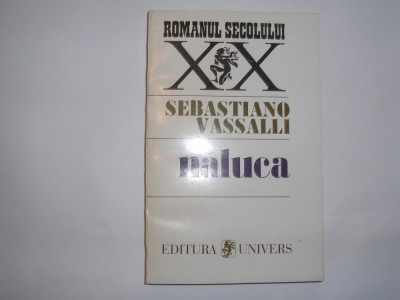 ROMANUL SECOLULUI
XX
SEBASTIANO
VASSALLI
năluca
EDITURA UNIVERS